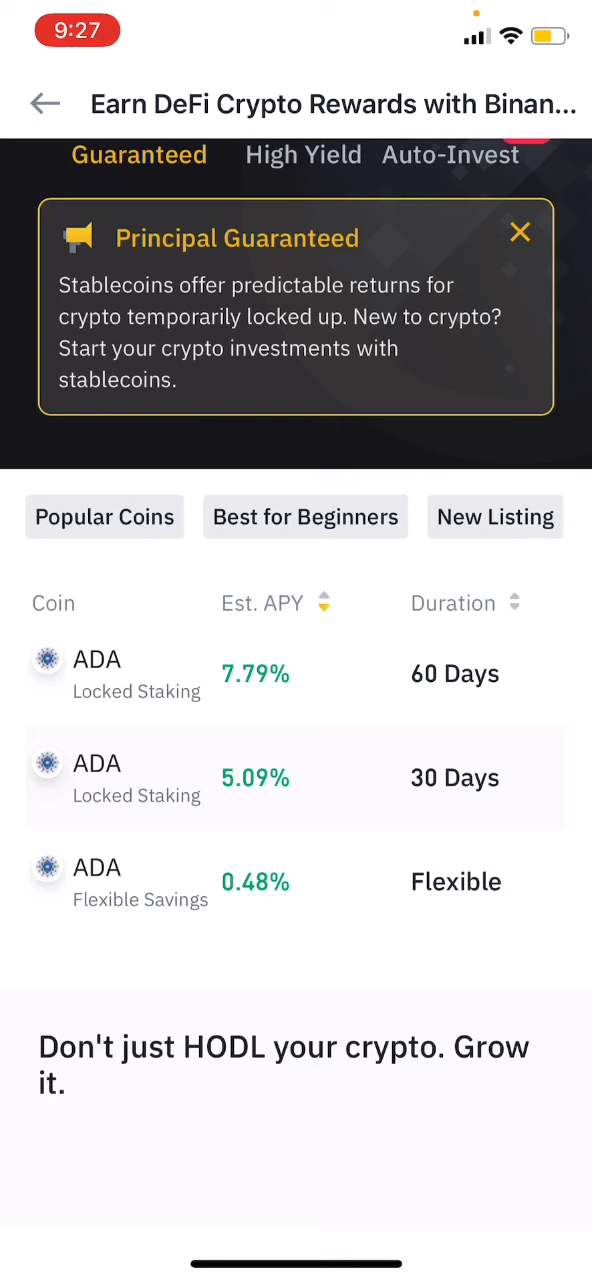 9:27
Earn DeFi Crypto Rewards with Binan...
Guaranteed High Yield Auto-Invest
Principal Guaranteed
Stablecoins offer predictable returns for
crypto temporarily locked up. New to crypto?
Start your crypto investments with
stablecoins.
Popular Coins Best for Beginners New Listing
Coin Est. APY Duration
ADA
Locked Staking 7.79% 60 Days
ADA
Locked Staking 5.09% 30 Days
ADA
Flexible Savings 0.48% Flexible
Don't just HODL your crypto. Grow
it.